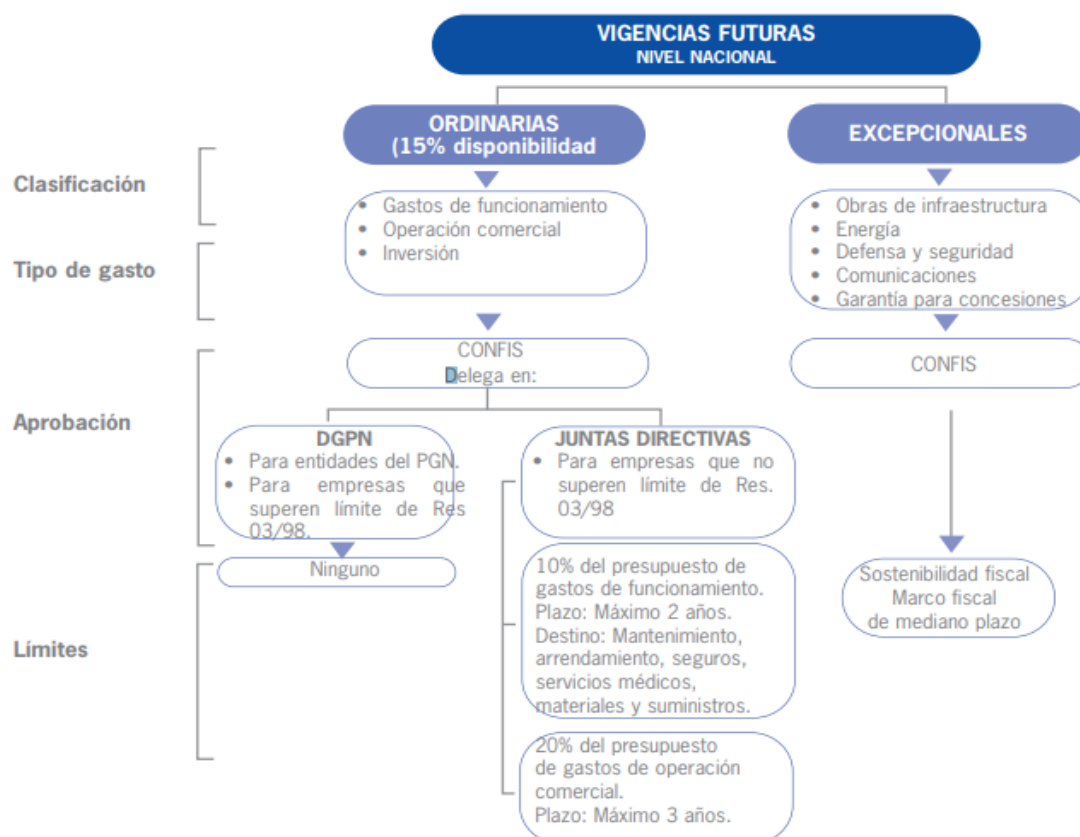 VIGENCIAS FUTURAS
NIVEL NACIONAL
ORDINARIAS
(15% disponibilidad
EXCEPCIONALES
Clasificación
Tipo de gasto
• Gastos de funcionamiento
• Operación comercial
• Inversión
• Obras de infraestructura
• Energía
• Defensa y seguridad
• Comunicaciones
• Garantía para concesiones
Aprobación
CONFIS
Delega en:
CONFIS
DGPN
• Para entidades del PGN.
• Para empresas que
superen límite de Res
03/98.
JUNTAS DIRECTIVAS
• Para empresas que no
superen límite de Res.
03/98
Límites
Ninguno
10% del presupuesto de
gastos de funcionamiento.
Plazo: Máximo 2 años.
Destino: Mantenimiento,
arrendamiento, seguros,
servicios médicos,
materiales y suministros.
20% del presupuesto
de gastos de operación
comercial.
Plazo: Máximo 3 años.
Sostenibilidad fiscal
Marco fiscal
de mediano plazo